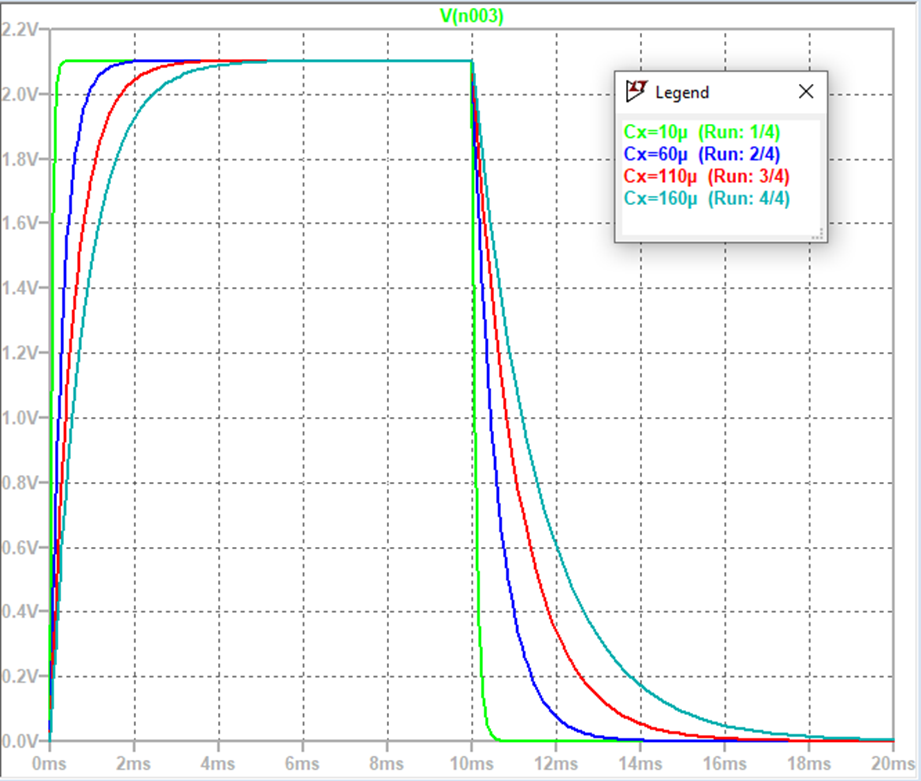 V(n003)
2.2V
2.0V
1.8V
1.6V
1.4V
1.2V
1.0V
0.8V
0.6V
0.4V
0.2V
0.0V
Legend
Cx=10µ (Run: 1/4)
Cx=60µ (Run: 2/4)
Cx=110µ (Run: 3/4)
Cx=160µ (Run: 4/4)
0ms 2ms 4ms 6ms 8ms 10ms 12ms 14ms 16ms 18ms 20ms